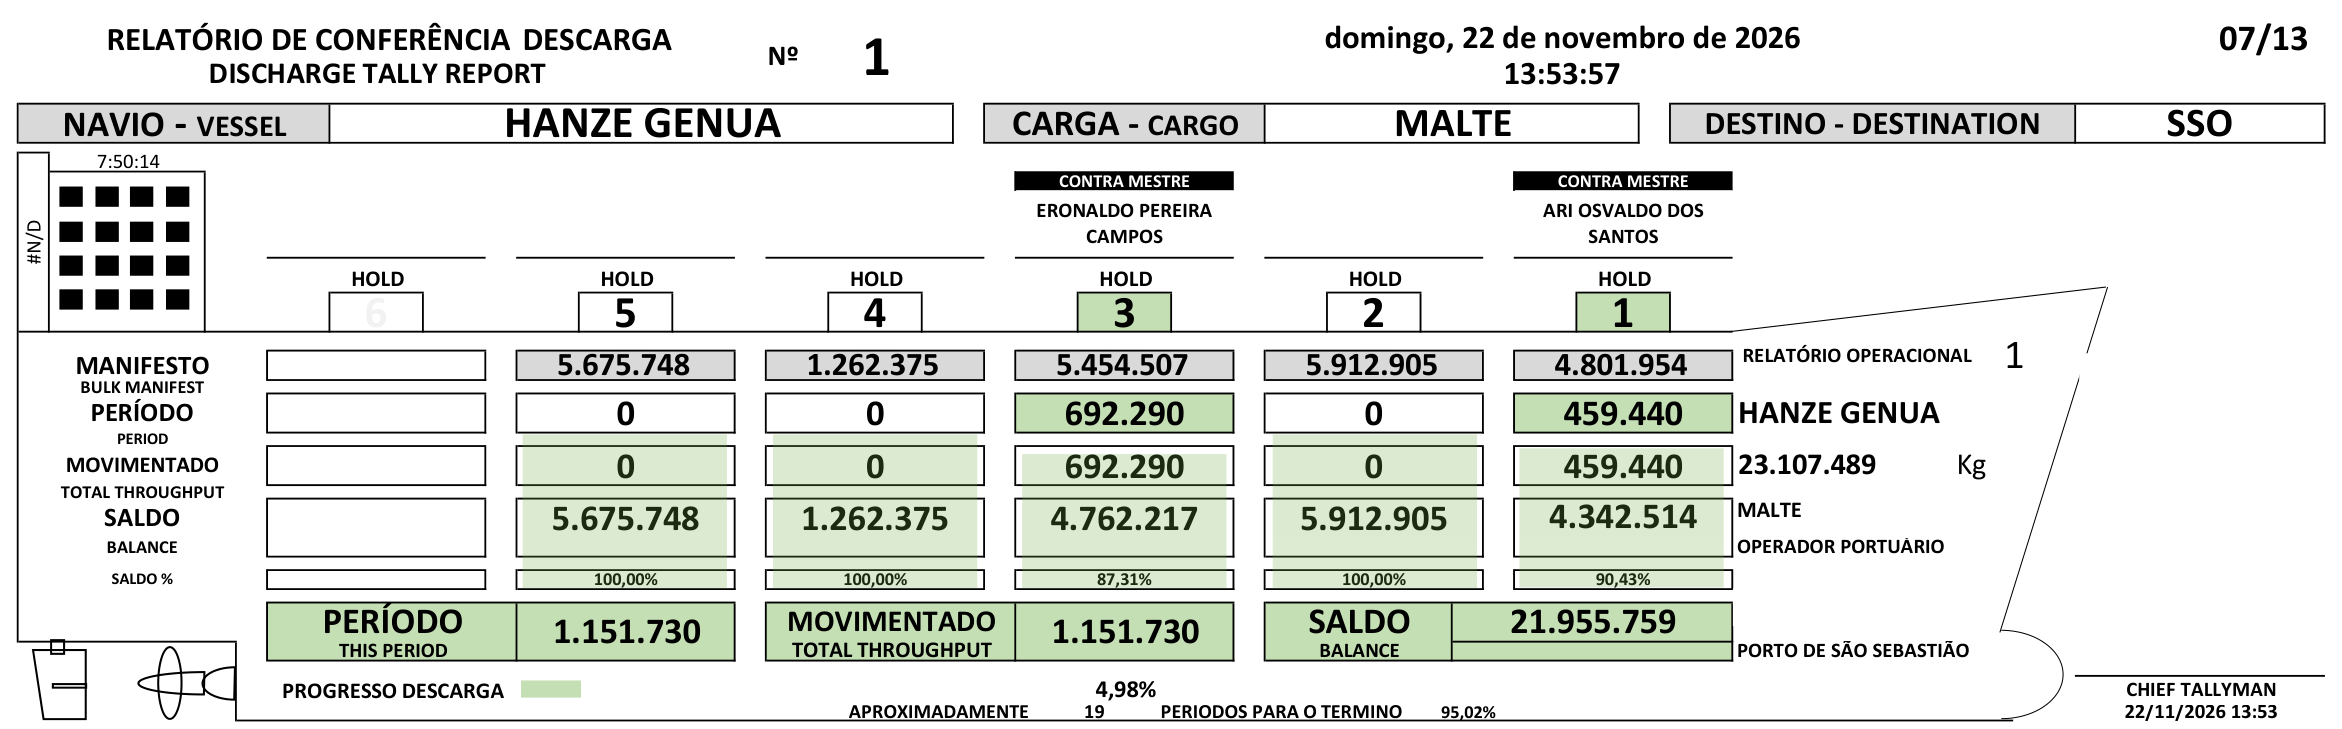 RELATÓRIO DE CONFERÊNCIA DESCARGA
DISCHARGE TALLY REPORT
Nº 1
domingo, 22 de novembro de 2026
13:53:57
07/13
NAVIO - VESSEL HANZE GENUA CARGA - CARGO MALTE DESTINO - DESTINATION SSO
7:50:14
#N/D
CONTRA MESTRE CONTRA MESTRE
ERONALDO PEREIRA CAMPOS ARI OSVALDO DOS SANTOS
HOLD HOLD HOLD HOLD HOLD HOLD
6 5 4 3 2 1
MANIFESTO 5.675.748 1.262.375 5.454.507 5.912.905 4.801.954 RELATÓRIO OPERACIONAL 1
BULK MANIFEST
PERÍODO 0 0 692.290 0 459.440 HANZE GENUA
PERIOD
MOVIMENTADO 0 0 692.290 0 459.440 23.107.489 Kg
TOTAL THROUGHPUT
SALDO 5.675.748 1.262.375 4.762.217 5.912.905 4.342.514 MALTE
BALANCE OPERADOR PORTUÁRIO
SALDO % 100,00% 100,00% 87,31% 100,00% 90,43%
PERÍODO 1.151.730 MOVIMENTADO 1.151.730 SALDO 21.955.759
THIS PERIOD TOTAL THROUGHPUT BALANCE PORTO DE SÃO SEBASTIÃO
PROGRESSO DESCARGA 4,98%
APROXIMADAMENTE 19 PERIODOS PARA O TERMINO 95,02%
CHIEF TALLYMAN
22/11/2026 13:53